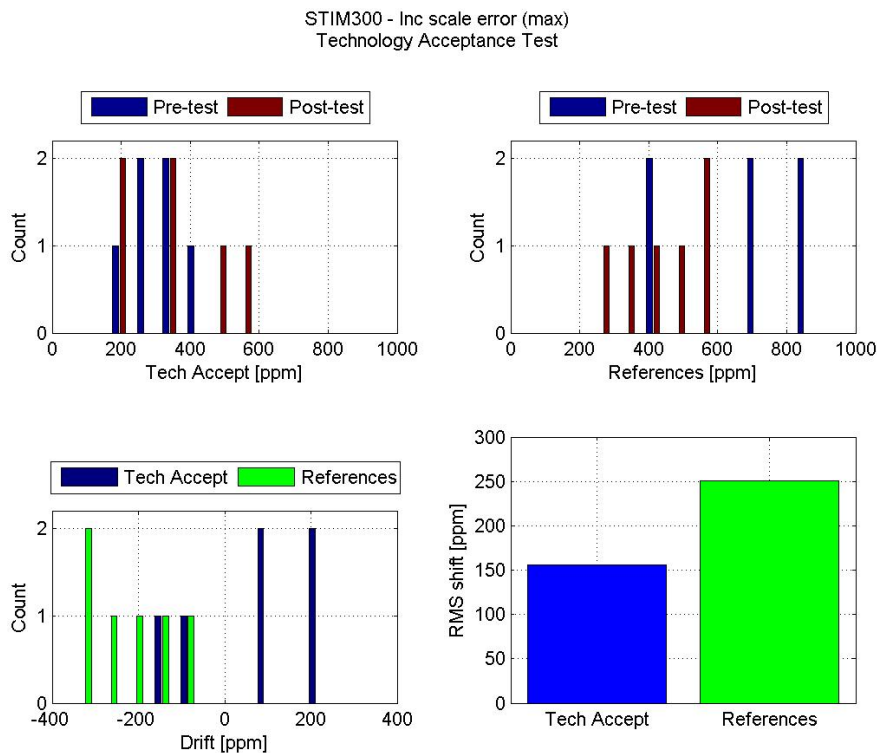 STIM300 - Inc scale error (max)
Technology Acceptance Test
Pre-test Post-test
2
1
0
Count
0 200 400 600 800 1000
Tech Accept [ppm]
Pre-test Post-test
2
1
0
Count
0 200 400 600 800 1000
References [ppm]
Tech Accept References
2
1
0
Count
-400 -200 0 200 400
Drift [ppm]
300
250
200
150
100
50
0
RMS shift [ppm]
Tech Accept References